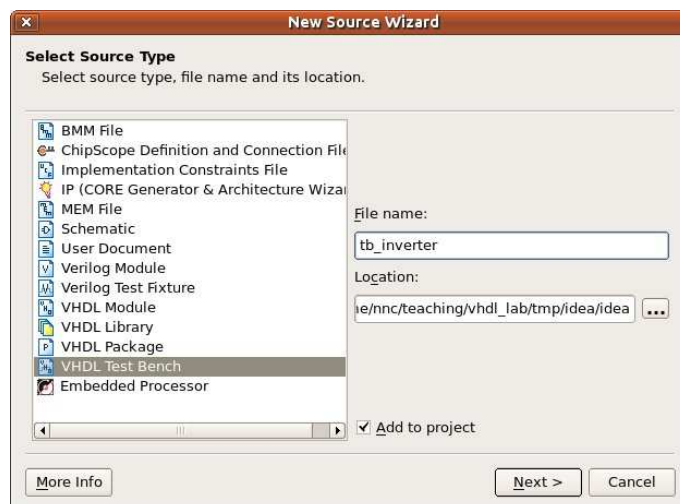 New Source Wizard
Select Source Type
Select source type, file name and its location.
BMM File
ChipScope Definition and Connection File
Implementation Constraints File
IP (CORE Generator & Architecture Wizar
MEM File
Schematic
User Document
Verilog Module
Verilog Test Fixture
VHDL Module
VHDL Library
VHDL Package
VHDL Test Bench
Embedded Processor
File name:
tb_inverter
Location:
ne/nnc/teaching/vhdl_lab/tmp/idea/idea
...
Add to project
More Info
Next >
Cancel